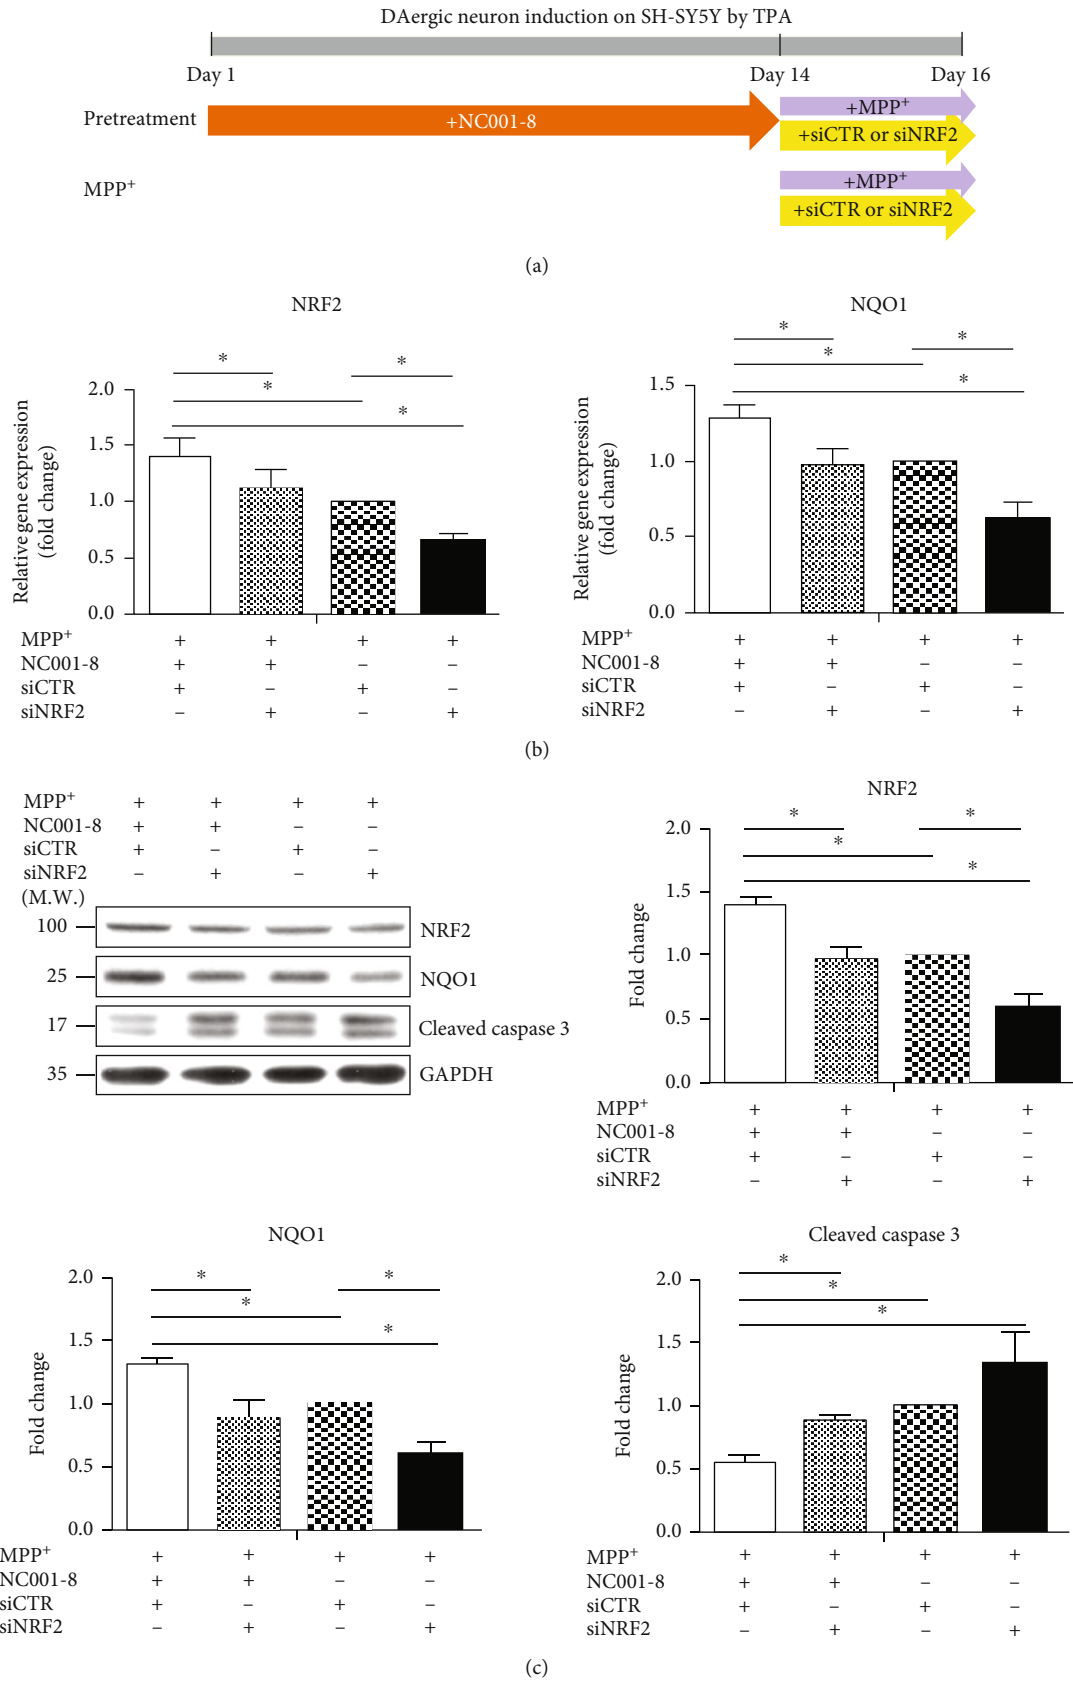 DAergic neuron induction on SH-SY5Y by TPA
Day 1 Day 14 Day 16
Pretreatment +NC001-8 +MPP+
+siCTR or siNRF2
MPP+ +MPP+
+siCTR or siNRF2
(a)
NRF2
Relative gene expression
(fold change)
2.0
1.5
1.0
0.5
0.0
* * * *
MPP+ + + + +
NC001-8 + + – –
siCTR + – + –
siNRF2 – + – +
NQO1
Relative gene expression
(fold change)
1.5
1.0
0.5
0.0
* * * *
MPP+ + + + +
NC001-8 + + – –
siCTR + – + –
siNRF2 – + – +
(b)
MPP+ + + + +
NC001-8 + + – –
siCTR + – + –
siNRF2 – + – +
(M.W.)
100 NRF2
25 NQO1
17 Cleaved caspase 3
35 GAPDH
NRF2
Fold change
2.0
1.5
1.0
0.5
0.0
* * * *
MPP+ + + + +
NC001-8 + + – –
siCTR + – + –
siNRF2 – + – +
NQO1
Fold change
2.0
1.5
1.0
0.5
0.0
* * * *
MPP+ + + + +
NC001-8 + + – –
siCTR + – + –
siNRF2 – + – +
Cleaved caspase 3
Fold change
2.0
1.5
1.0
0.5
0.0
* * *
MPP+ + + + +
NC001-8 + + – –
siCTR + – + –
siNRF2 – + – +
(c)